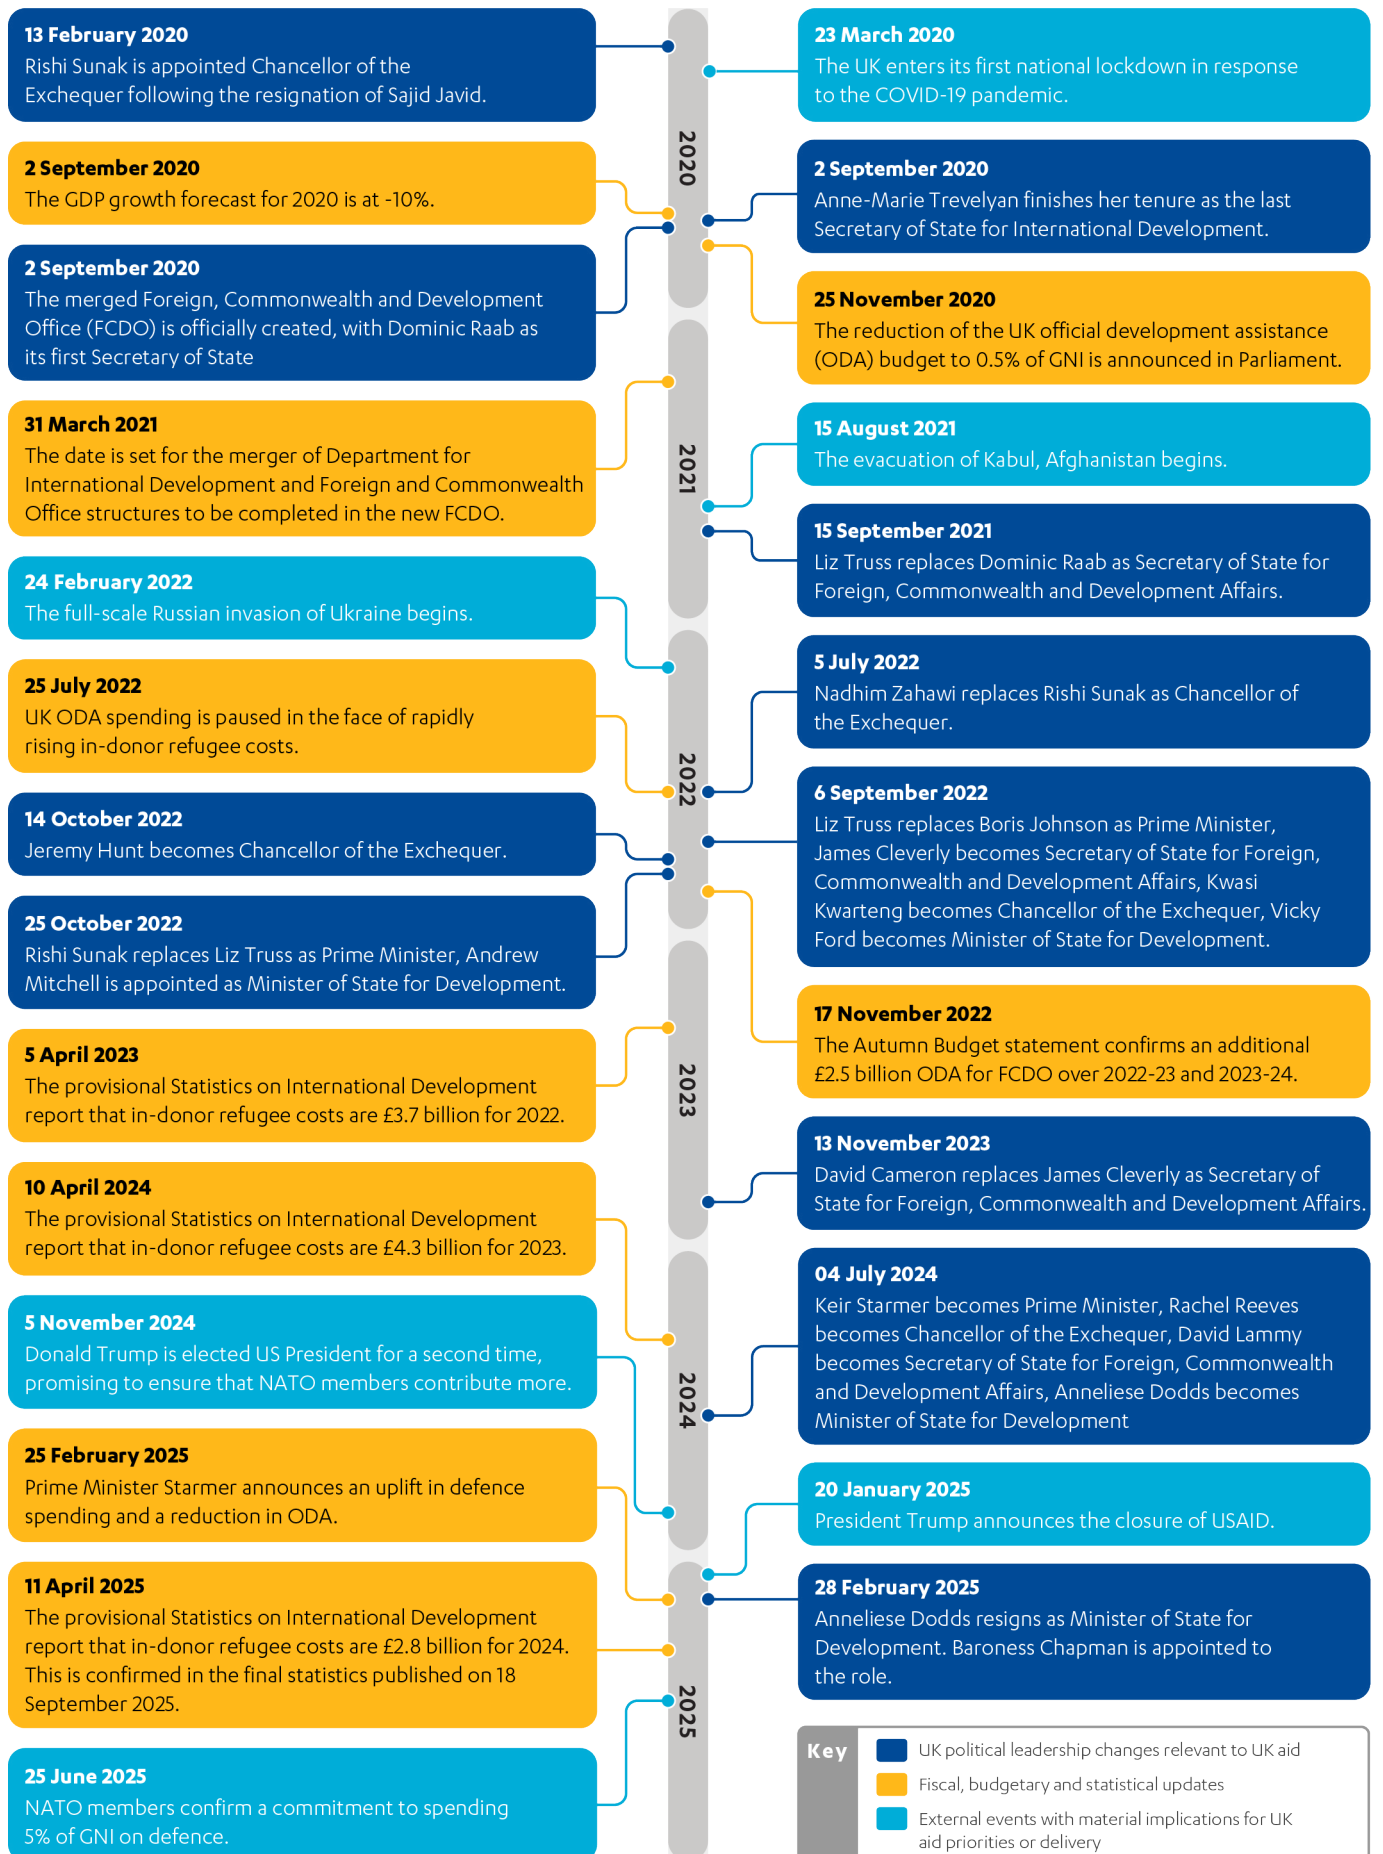 13 February 2020
Rishi Sunak is appointed Chancellor of the
Exchequer following the resignation of Sajid Javid.
23 March 2020
The UK enters its first national lockdown in response
to the COVID-19 pandemic.
2 September 2020
The GDP growth forecast for 2020 is at -10%.
2 September 2020
Anne-Marie Trevelyan finishes her tenure as the last
Secretary of State for International Development.
2020
2 September 2020
The merged Foreign, Commonwealth and Development
Office (FCDO) is officially created, with Dominic Raab as
its first Secretary of State
25 November 2020
The reduction of the UK official development assistance
(ODA) budget to 0.5% of GNI is announced in Parliament.
31 March 2021
The date is set for the merger of Department for
International Development and Foreign and Commonwealth
Office structures to be completed in the new FCDO.
15 August 2021
The evacuation of Kabul, Afghanistan begins.
2021
15 September 2021
Liz Truss replaces Dominic Raab as Secretary of State for
Foreign, Commonwealth and Development Affairs.
24 February 2022
The full-scale Russian invasion of Ukraine begins.
5 July 2022
Nadhim Zahawi replaces Rishi Sunak as Chancellor of
the Exchequer.
25 July 2022
UK ODA spending is paused in the face of rapidly
rising in-donor refugee costs.
2022
6 September 2022
Liz Truss replaces Boris Johnson as Prime Minister,
James Cleverly becomes Secretary of State for Foreign,
Commonwealth and Development Affairs, Kwasi
Kwarteng becomes Chancellor of the Exchequer, Vicky
Ford becomes Minister of State for Development.
14 October 2022
Jeremy Hunt becomes Chancellor of the Exchequer.
25 October 2022
Rishi Sunak replaces Liz Truss as Prime Minister, Andrew
Mitchell is appointed as Minister of State for Development.
17 November 2022
The Autumn Budget statement confirms an additional
£2.5 billion ODA for FCDO over 2022-23 and 2023-24.
5 April 2023
The provisional Statistics on International Development
report that in-donor refugee costs are £3.7 billion for 2022.
2023
13 November 2023
David Cameron replaces James Cleverly as Secretary of
State for Foreign, Commonwealth and Development Affairs.
10 April 2024
The provisional Statistics on International Development
report that in-donor refugee costs are £4.3 billion for 2023.
04 July 2024
Keir Starmer becomes Prime Minister, Rachel Reeves
becomes Chancellor of the Exchequer, David Lammy
becomes Secretary of State for Foreign, Commonwealth
and Development Affairs, Anneliese Dodds becomes
Minister of State for Development
2024
5 November 2024
Donald Trump is elected US President for a second time,
promising to ensure that NATO members contribute more.
25 February 2025
Prime Minister Starmer announces an uplift in defence
spending and a reduction in ODA.
20 January 2025
President Trump announces the closure of USAID.
11 April 2025
The provisional Statistics on International Development
report that in-donor refugee costs are £2.8 billion for 2024.
This is confirmed in the final statistics published on 18
September 2025.
28 February 2025
Anneliese Dodds resigns as Minister of State for
Development. Baroness Chapman is appointed to
the role.
2025
25 June 2025
NATO members confirm a commitment to spending
5% of GNI on defence.
Key
UK political leadership changes relevant to UK aid
Fiscal, budgetary and statistical updates
External events with material implications for UK
aid priorities or delivery